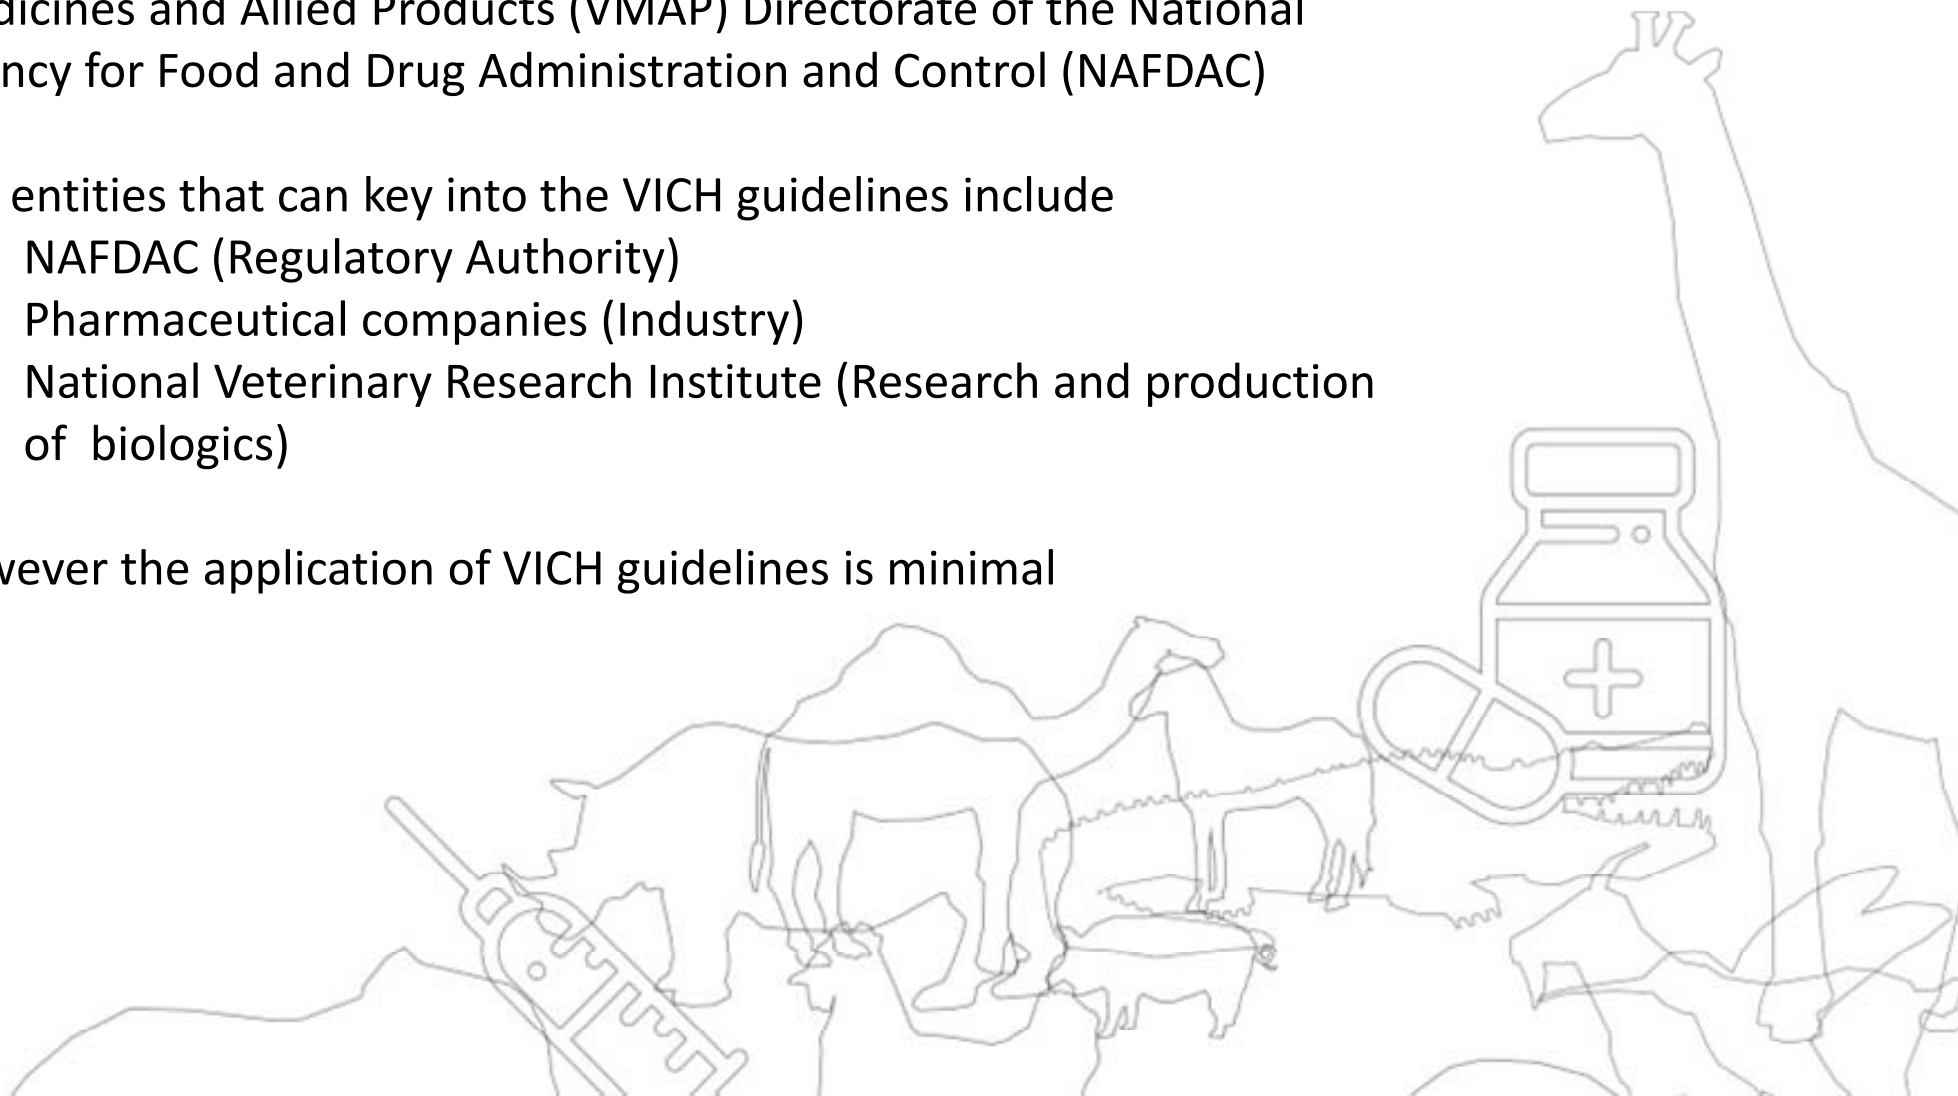 dicines and Allied Products (VMAP) Directorate of the National
ncy for Food and Drug Administration and Control (NAFDAC)
entities that can key into the VICH guidelines include
NAFDAC (Regulatory Authority)
Pharmaceutical companies (Industry)
National Veterinary Research Institute (Research and production
of  biologics)
wever the application of VICH guidelines is minimal